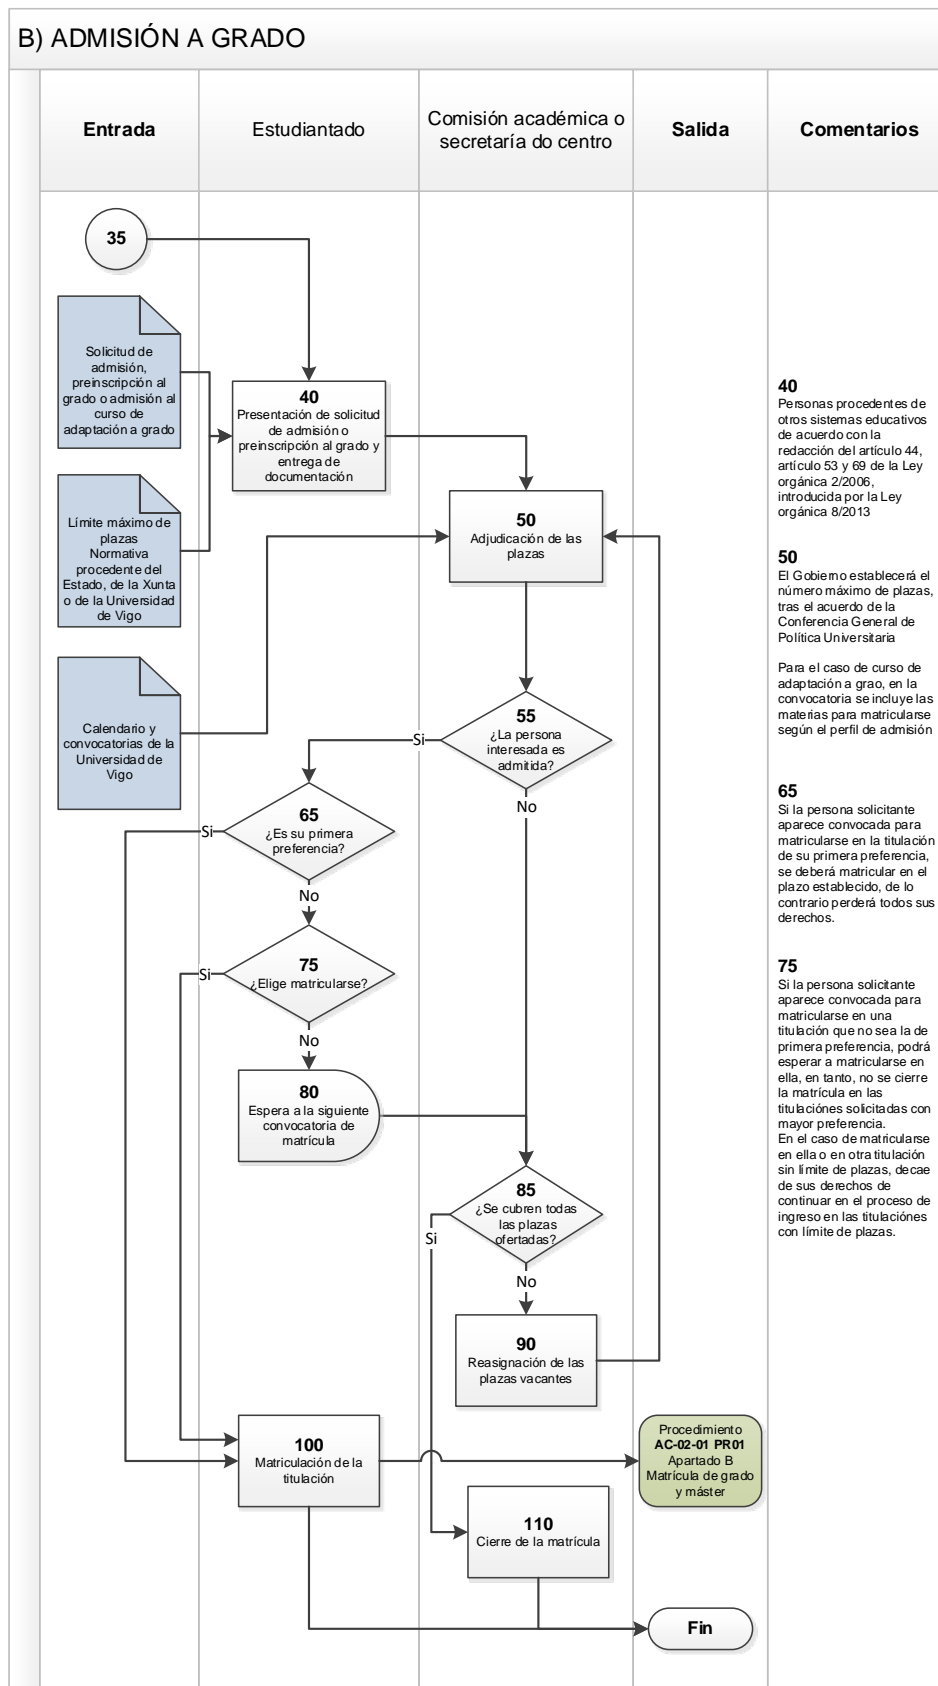 B) ADMISIÓN A GRADO
Entrada
Estudiantado
Comisión académica o
secretaría do centro
Salida
Comentarios
35
Solicitud de
admisión,
preinscripción al
grado o admisión al
curso de
adaptación a grado
40
Presentación de solicitud
de admisión o
preinscripción al grado y
entrega de
documentación
Límite máximo de
plazas
Normativa
procedente del
Estado, de la Xunta
o de la Universidad
de Vigo
50
Adjudicación de las
plazas
Calendario y
convocatorias de la
Universidad de
Vigo
55
¿La persona
interesada es
admitida?
Si
No
65
¿Es su primera
preferencia?
Si
No
75
¿Elige matricularse?
Si
No
80
Espera a la siguiente
convocatoria de
matrícula
85
¿Se cubren todas
las plazas
ofertadas?
Si
No
90
Reasignación de las
plazas vacantes
100
Matriculación de la
titulación
Procedimiento
AC-02-01 PR01
Apartado B
Matrícula de grado
y máster
110
Cierre de la matrícula
Fin
40
Personas procedentes de
otros sistemas educativos
de acuerdo con la
redacción del artículo 44,
artículo 53 y 69 de la Ley
orgánica 2/2006,
introducida por la Ley
orgánica 8/2013
50
El Gobierno establecerá el
número máximo de plazas,
tras el acuerdo de la
Conferencia General de
Política Universitaria
Para el caso de curso de
adaptación a grao, en la
convocatoria se incluye las
materias para matricularse
según el perfil de admisión
65
Si la persona solicitante
aparece convocada para
matricularse en la titulación
de su primera preferencia,
se deberá matricular en el
plazo establecido, de lo
contrario perderá todos sus
derechos.
75
Si la persona solicitante
aparece convocada para
matricularse en una
titulación que no sea la de
primera preferencia, podrá
esperar a matricularse en
ella, en tanto, no se cierre
la matrícula en las
titulaciónes solicitadas con
mayor preferencia.
En el caso de matricularse
en ella o en otra titulación
sin límite de plazas, decae
de sus derechos de
continuar en el proceso de
ingreso en las titulaciónes
con límite de plazas.